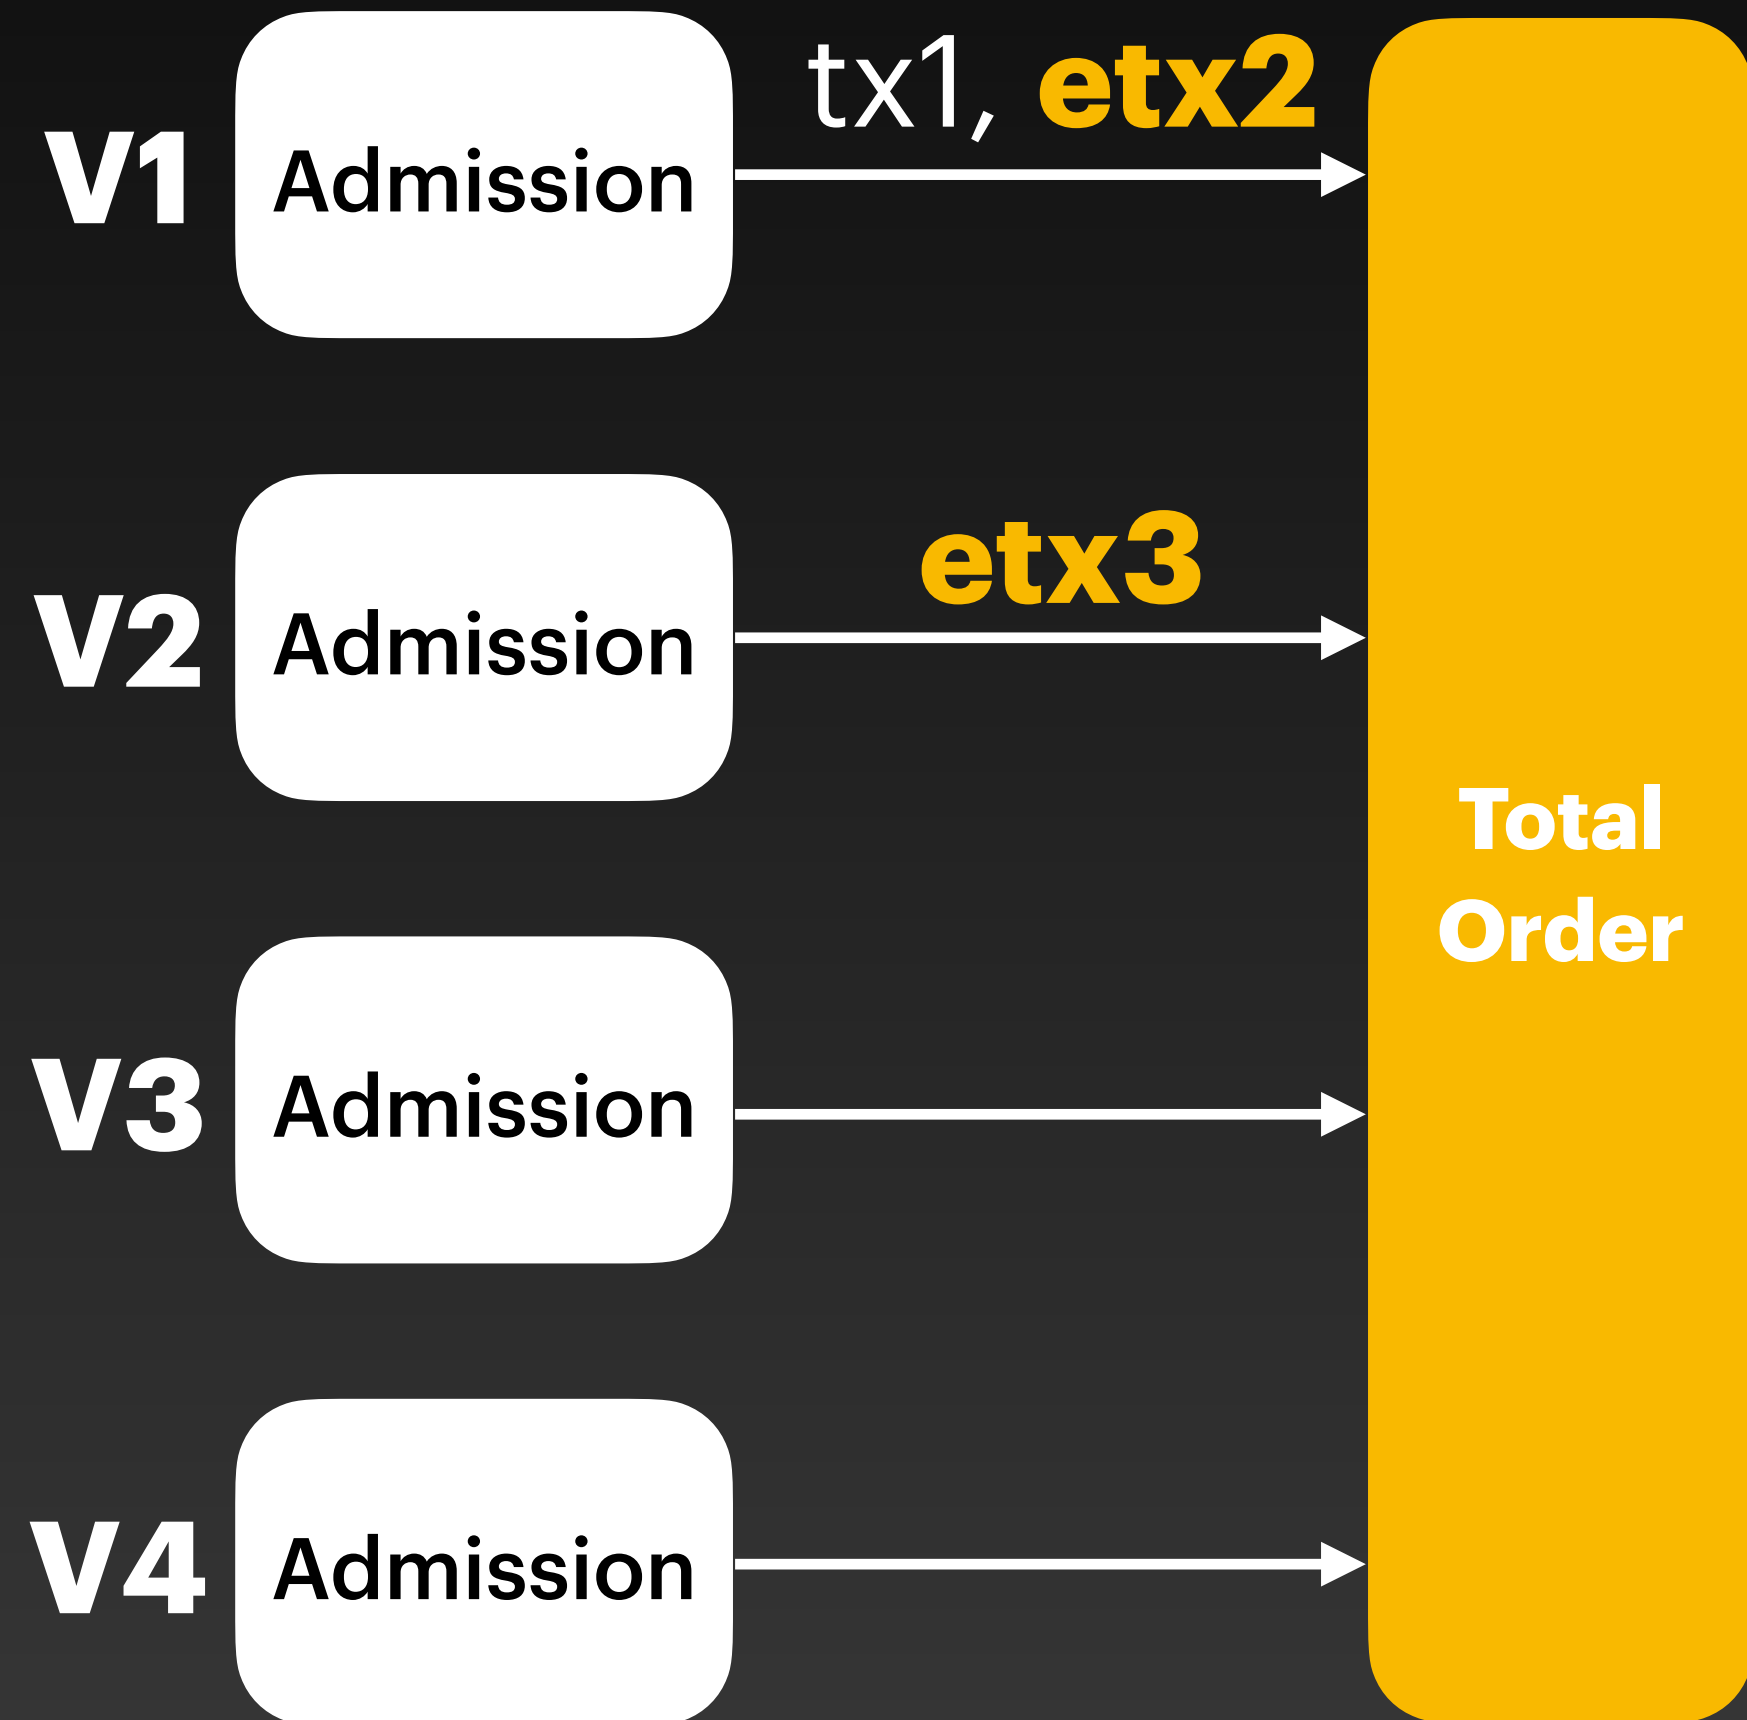 V1
Admission
tx1, etx2
V2
Admission
etx3
Total
Order
V3
Admission
V4
Admission